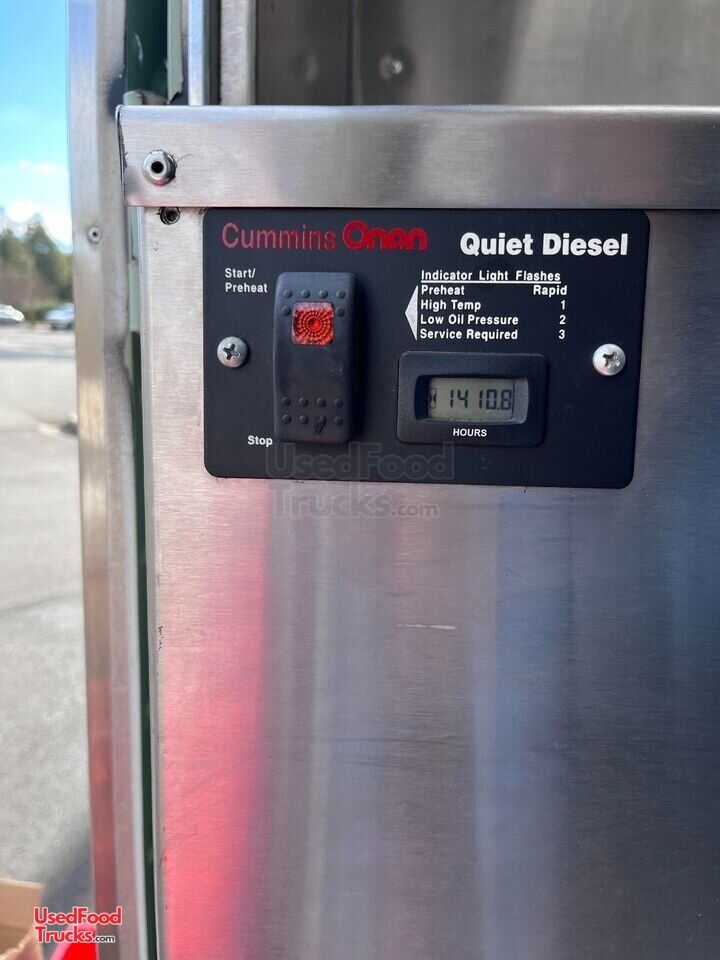 Cummins Onan
Quiet Diesel
Start/
Preheat
Stop
Indicator Light Flashes
Preheat Rapid
High Temp 1
Low Oil Pressure 2
Service Required 3
1410.8
HOURS
UsedFood
Trucks.com
UsedFood
Trucks.com